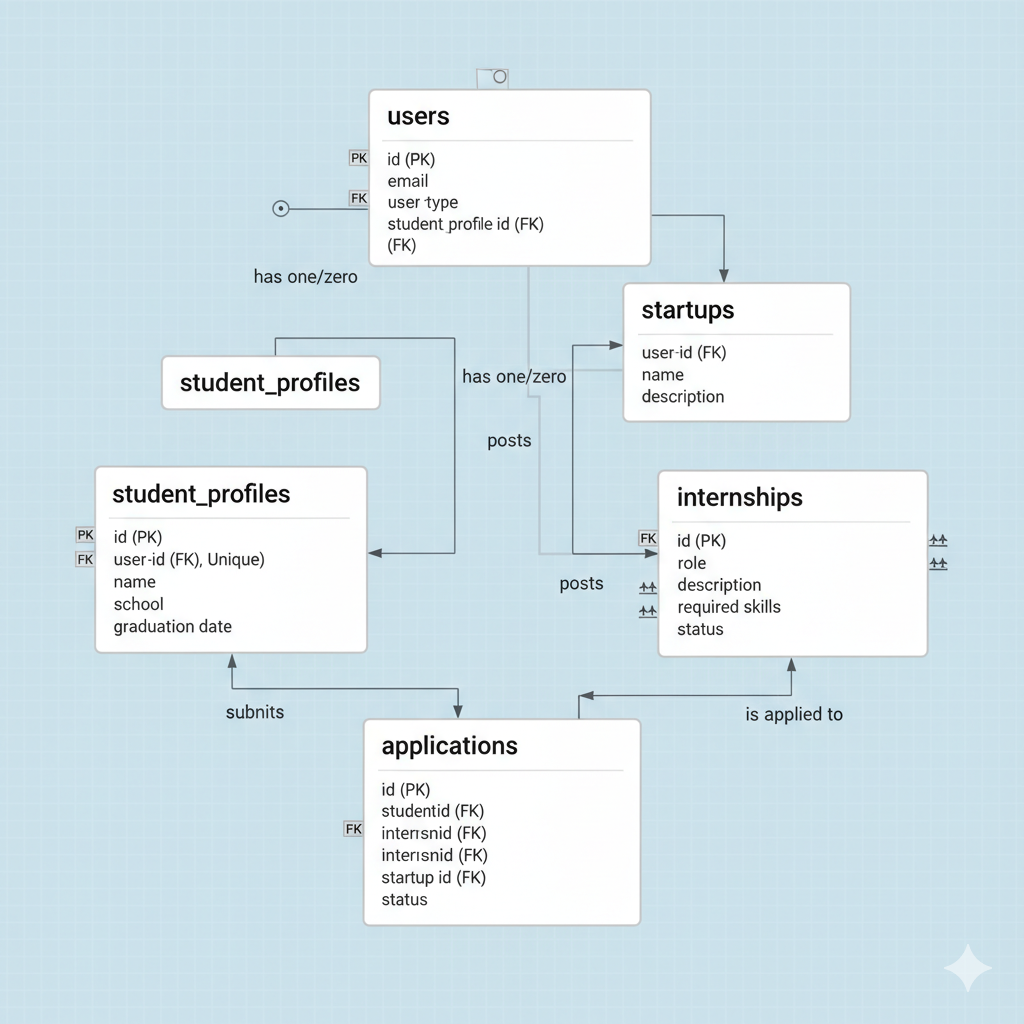 users
PK
id (PK)
email
FK
user type
student profile id (FK)
(FK)
has one/zero
startups
user-id (FK)
name
description
student_profiles
has one/zero
posts
student_profiles
PK
id (PK)
FK
user-id (FK), Unique)
name
school
graduation date
internships
FK
id (PK)
role
description
required skills
status
posts
subnits
is applied to
applications
id (PK)
studentid (FK)
FK
intersnid (FK)
intersnid (FK)
startup id (FK)
status